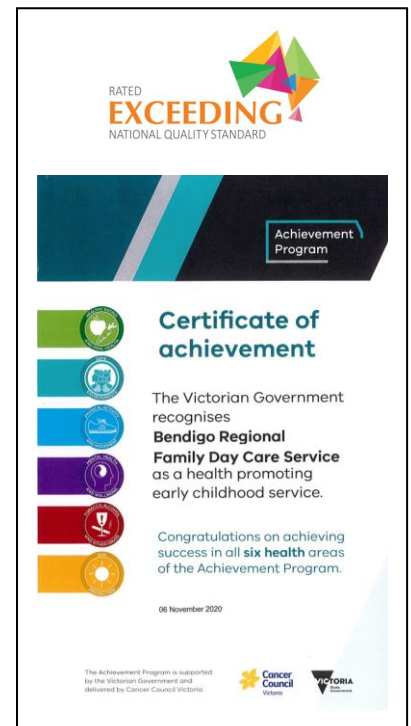 RATED
EXCEEDING
NATIONAL QUALITY STANDARD
Achievement
Program
Certificate of
achievement
The Victorian Government
recognises
Bendigo Regional
Family Day Care Service
as a health promoting
early childhood service.
Congratulations on achieving
success in all six health areas
of the Achievement Program.
06 November 2020
The Achievement Program is supported
by the Victorian Government and
delivered by Cancer Council Victoria.
Cancer
Council
Victoria
VICTORIA
State
Government